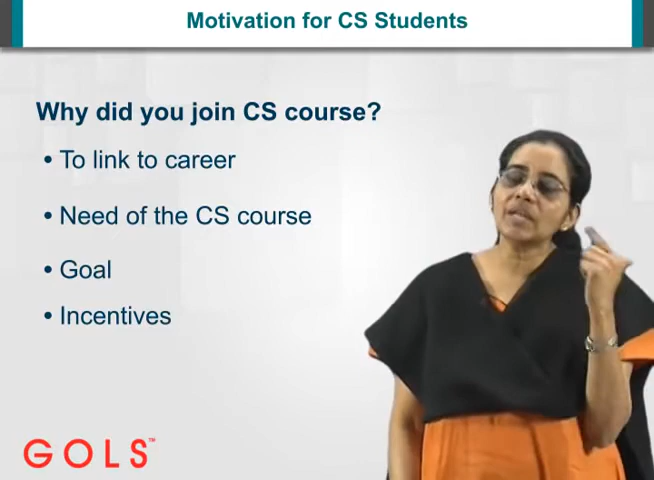 Motivation for CS Students
Why did you join CS course?
• To link to career
• Need of the CS course
• Goal
• Incentives
GOLS™